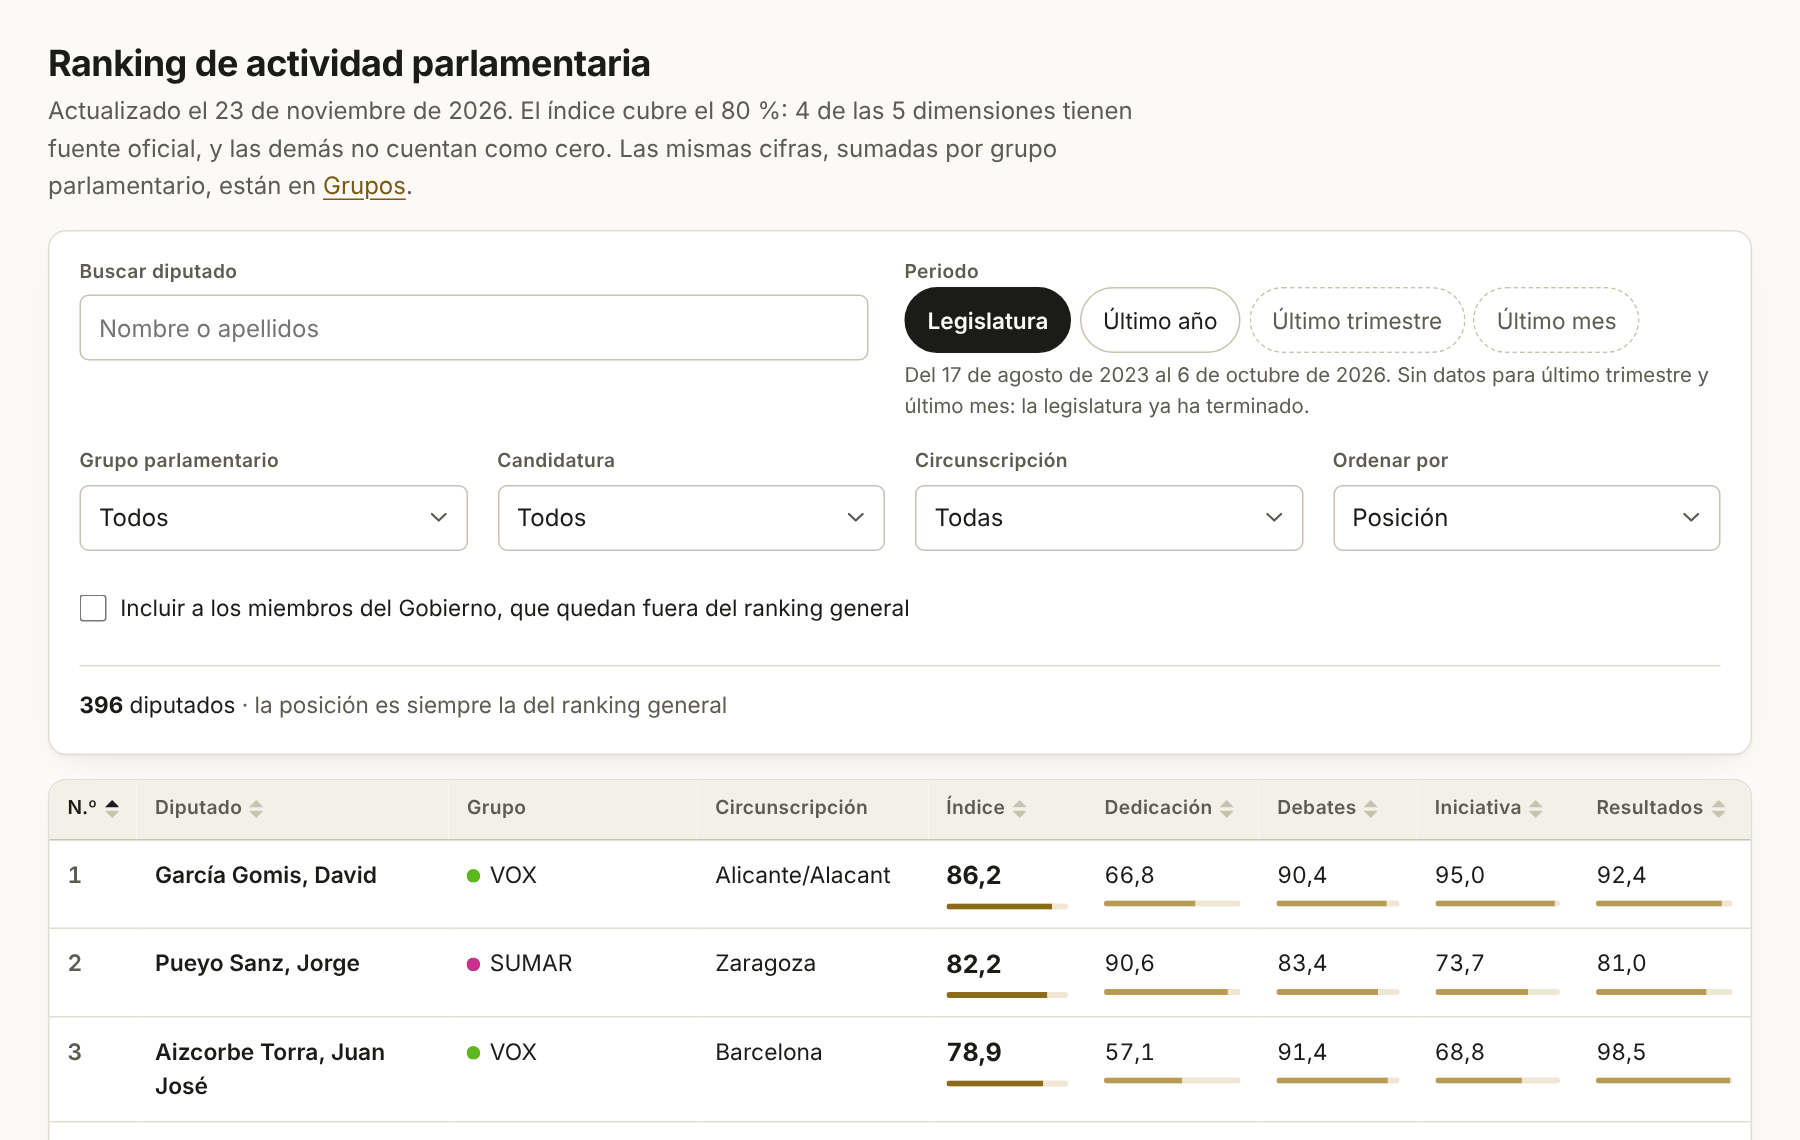 Ranking de actividad parlamentaria
Actualizado el 23 de noviembre de 2026. El índice cubre el 80 %: 4 de las 5 dimensiones tienen
fuente oficial, y las demás no cuentan como cero. Las mismas cifras, sumadas por grupo
parlamentario, están en Grupos.
Buscar diputado
Nombre o apellidos
Periodo
Legislatura Último año Último trimestre Último mes
Del 17 de agosto de 2023 al 6 de octubre de 2026. Sin datos para último trimestre y
último mes: la legislatura ya ha terminado.
Grupo parlamentario Candidatura Circunscripción Ordenar por
Todos Todos Todas Posición
Incluir a los miembros del Gobierno, que quedan fuera del ranking general
396 diputados · la posición es siempre la del ranking general
N.º Diputado Grupo Circunscripción Índice Dedicación Debates Iniciativa Resultados
1 García Gomis, David VOX Alicante/Alacant 86,2 66,8 90,4 95,0 92,4
2 Pueyo Sanz, Jorge SUMAR Zaragoza 82,2 90,6 83,4 73,7 81,0
3 Aizcorbe Torra, Juan VOX Barcelona 78,9 57,1 91,4 68,8 98,5
José